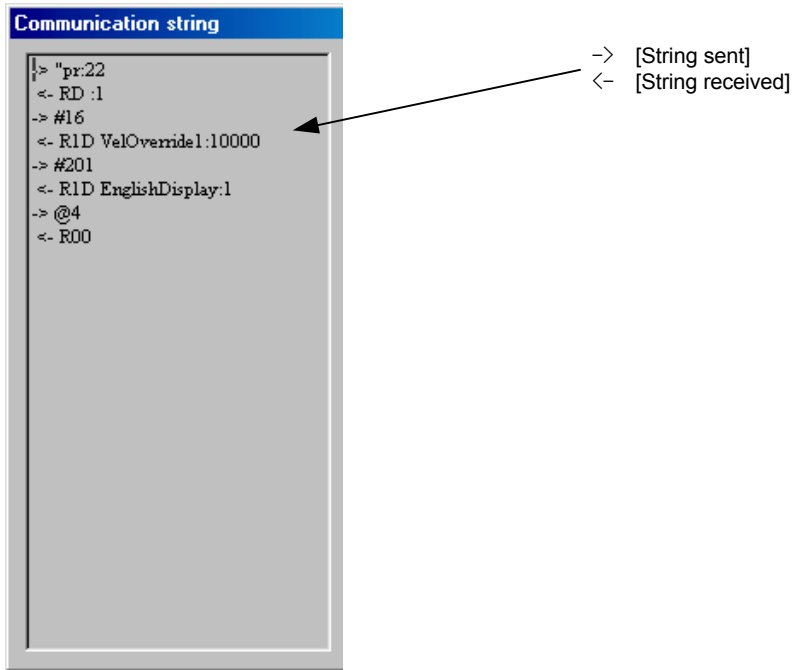 Communication string
-> "pr:22
<- RD :1
-> #16
<- R1D VelOverride1:10000
-> #201
<- R1D EnglishDisplay:1
-> @4
<- R00
–> [String sent]
<– [String received]